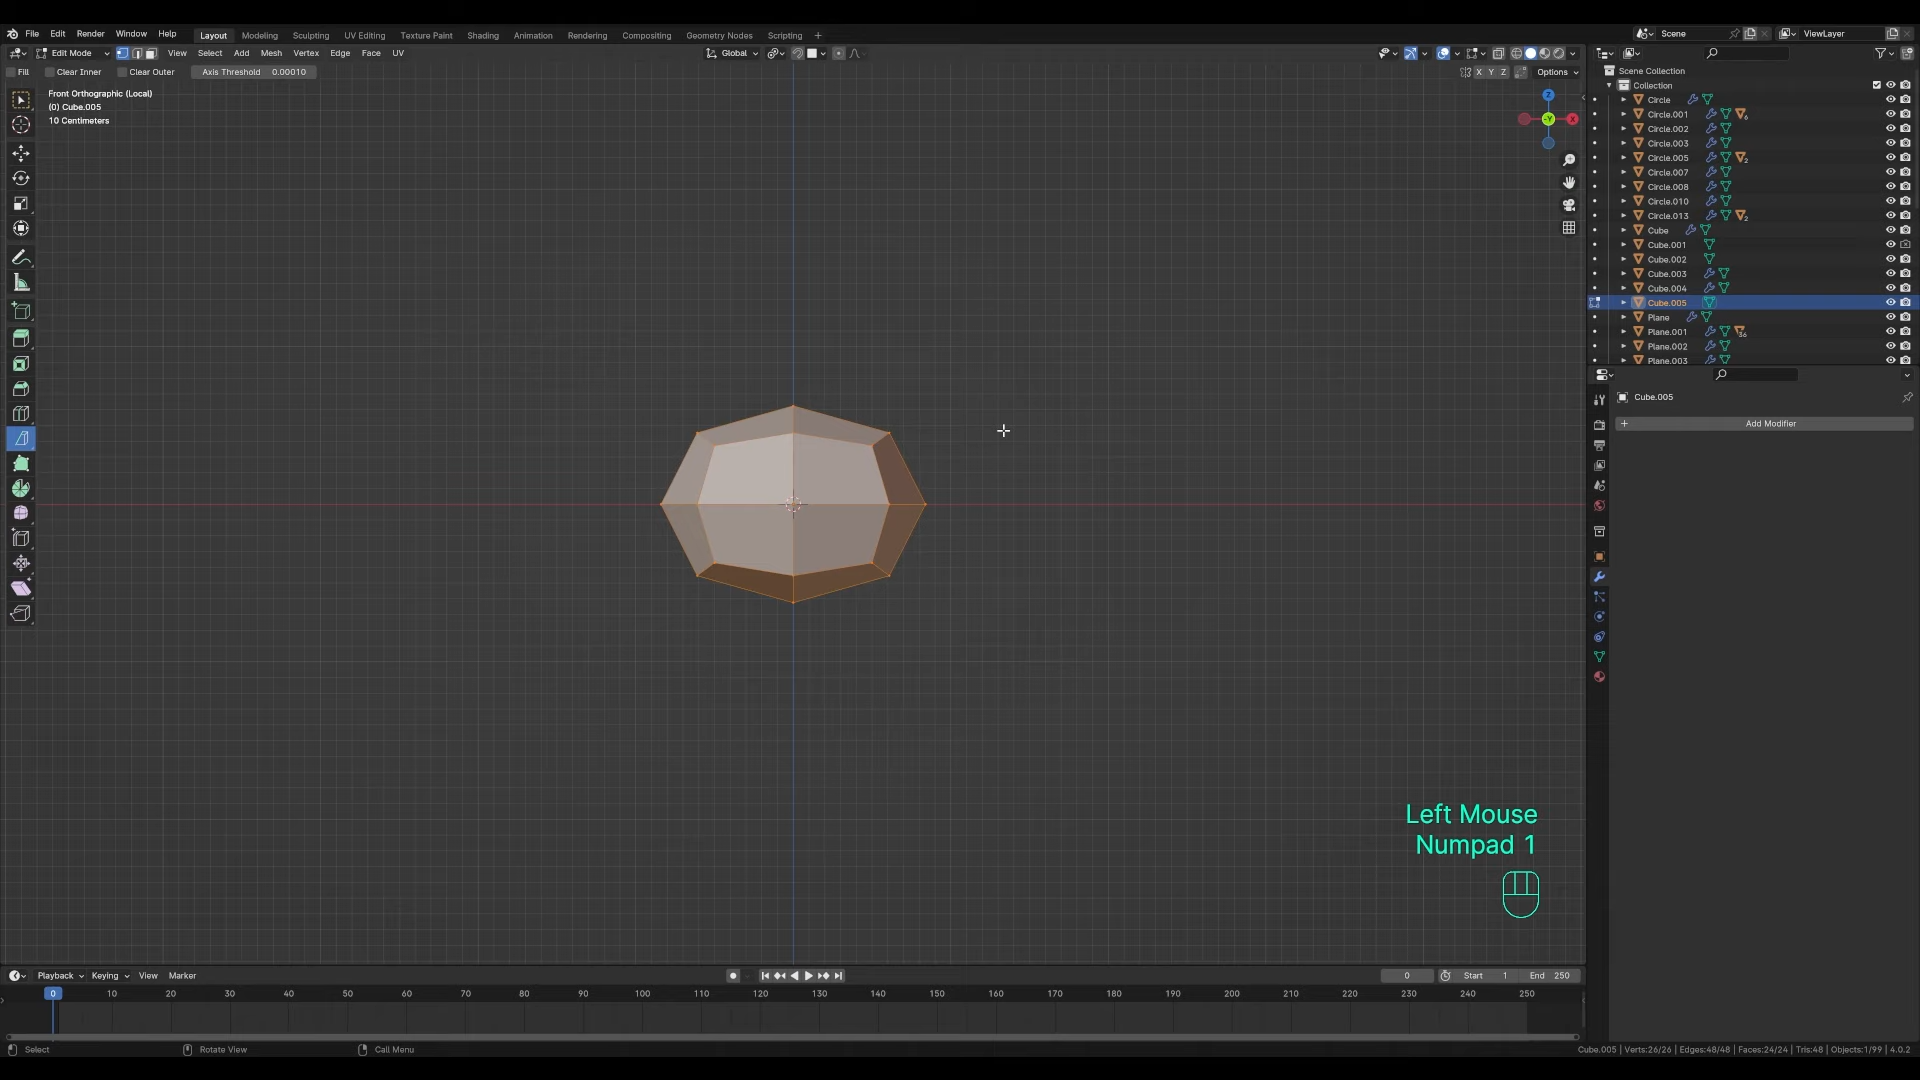 File Edit Render Window Help Layout Modeling Sculpting UV Editing Texture Paint Shading Animation Rendering Compositing Geometry Nodes Scripting + Scene ViewLayer
Edit Mode View Select Add Mesh Vertex Edge Face UV Global
Fill Clear Inner Clear Outer Axis Threshold 0.00010 X Y Z Options
Front Orthographic (Local)
(0) Cube.005
10 Centimeters
Z
-Y
X
Scene Collection
Collection
Circle
Circle.001 6
Circle.002
Circle.003
Circle.005 2
Circle.007
Circle.008
Circle.010
Circle.013 2
Cube
Cube.001
Cube.002
Cube.003
Cube.004
Cube.005
Plane
Plane.001 36
Plane.002
Plane.003
Cube.005
+ Add Modifier
Left Mouse
Numpad 1
Playback Keying View Marker 0 Start 1 End 250
0 10 20 30 40 50 60 70 80 90 100 110 120 130 140 150 160 170 180 190 200 210 220 230 240 250
Select Rotate View Call Menu Cube.005 | Verts:26/26 | Edges:48/48 | Faces:24/24 | Tris:48 | Objects:1/99 | 4.0.2